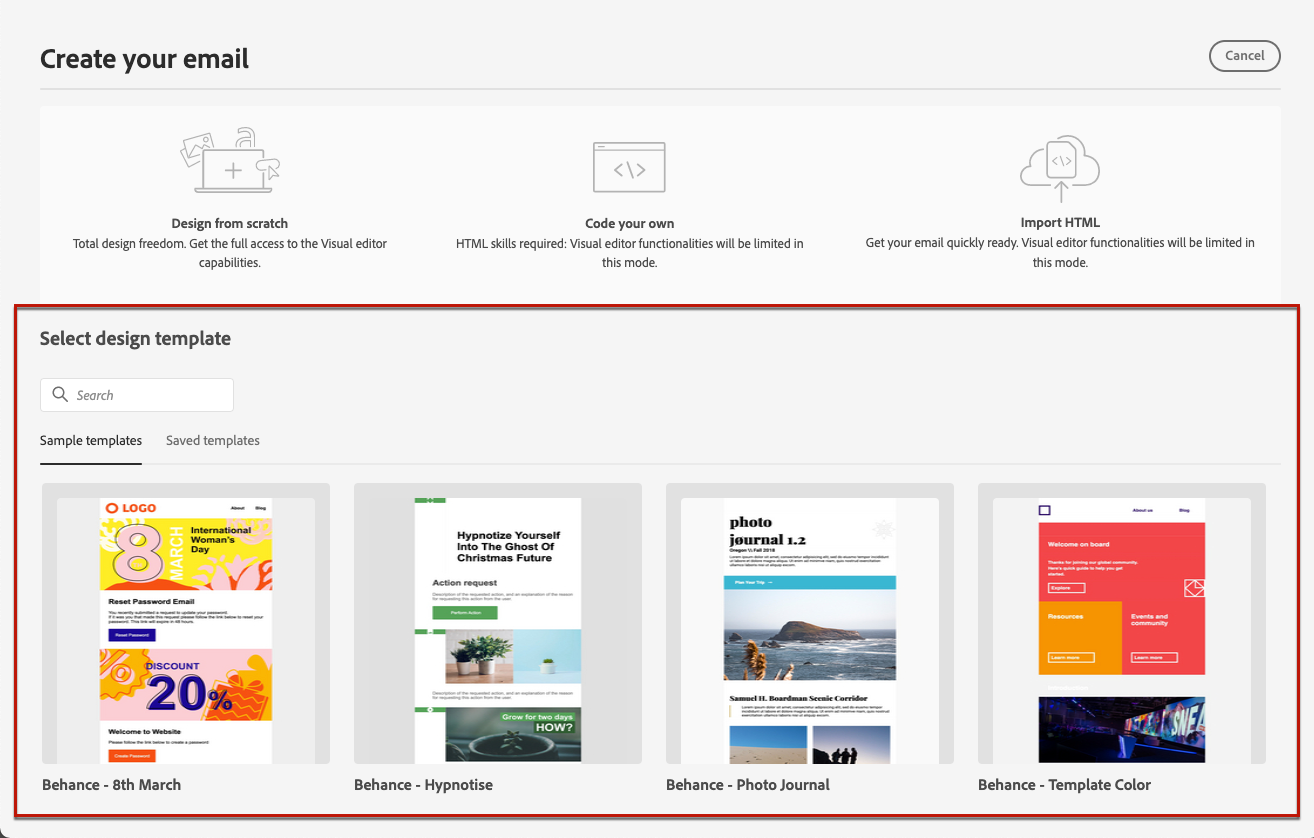 Create your email
Cancel
Design from scratch
Total design freedom. Get the full access to the Visual editor
capabilities.
Code your own
HTML skills required: Visual editor functionalities will be limited in
this mode.
Import HTML
Get your email quickly ready. Visual editor functionalities will be limited in
this mode.
Select design template
Search
Sample templates
Saved templates
LOGO
About
Blog
8
MARCH
International
Woman's
Day
Reset Password Email
You recently submitted a request to update your password.
If it was you that made this request please follow the link below to reset your
password. This link will expire in 48 hours.
Reset Password
DISCOUNT
20%
Welcome to Website
Please follow the link below to create a password
Create Password
Behance - 8th March
Hypnotize Yourself
Into The Ghost Of
Christmas Future
Action request
Description of the requested action, and an explanation of the reason
for requesting this action from the user.
Perform Action
Description of the requested action, and an explanation of the reason
for requesting this action from the user.
Grow for two days
HOW?
Behance - Hypnotise
photo
jøurnal 1.2
Oregon \\ Fall 2018
Plan Your Trip →
Samuel H. Boardman Scenic Corridor
Behance - Photo Journal
About us
Blog
Welcome on board
Thanks for joining our global community.
Here's quick guide to help you get
started.
Explore
Resources
Learn more
Events and
community
Learn more
SNEA
Behance - Template Color